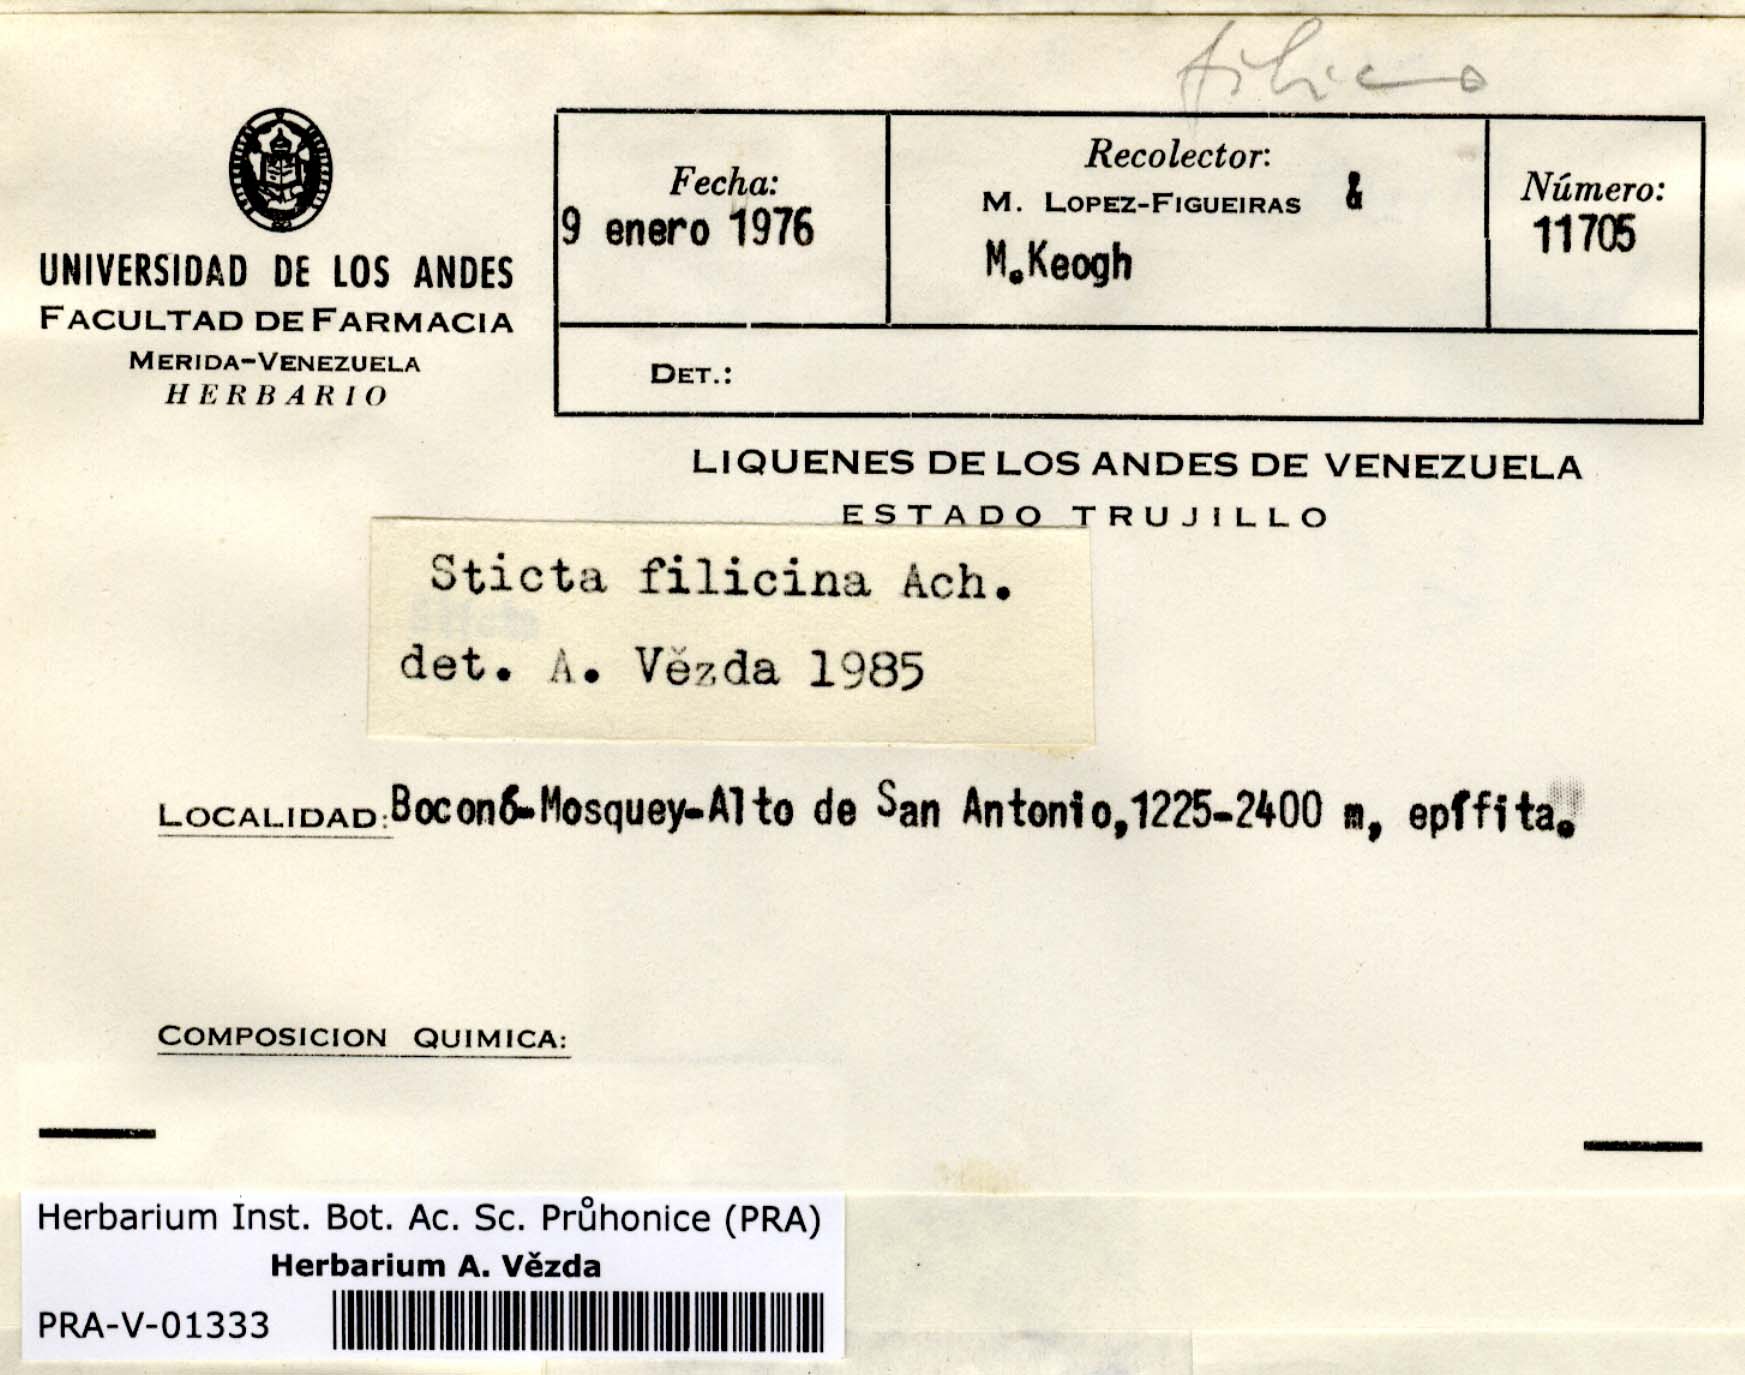 UNIVERSIDAD DE LOS ANDES
FACULTAD DE FARMACIA
MERIDA-VENEZUELA
HERBARIO
Fecha:
9 enero 1976
Recolector:
M. LOPEZ-FIGUEIRAS &
M.Keogh
Número:
11705
DET.:
LIQUENES DE LOS ANDES DE VENEZUELA
ESTADO TRUJILLO
Sticta filicina Ach.
det. A. Vězda 1985
LOCALIDAD: Boconó-Mosquey-Alto de San Antonio,1225-2400 m, epífita.
COMPOSICION QUIMICA:
Herbarium Inst. Bot. Ac. Sc. Průhonice (PRA)
Herbarium A. Vězda
PRA-V-01333